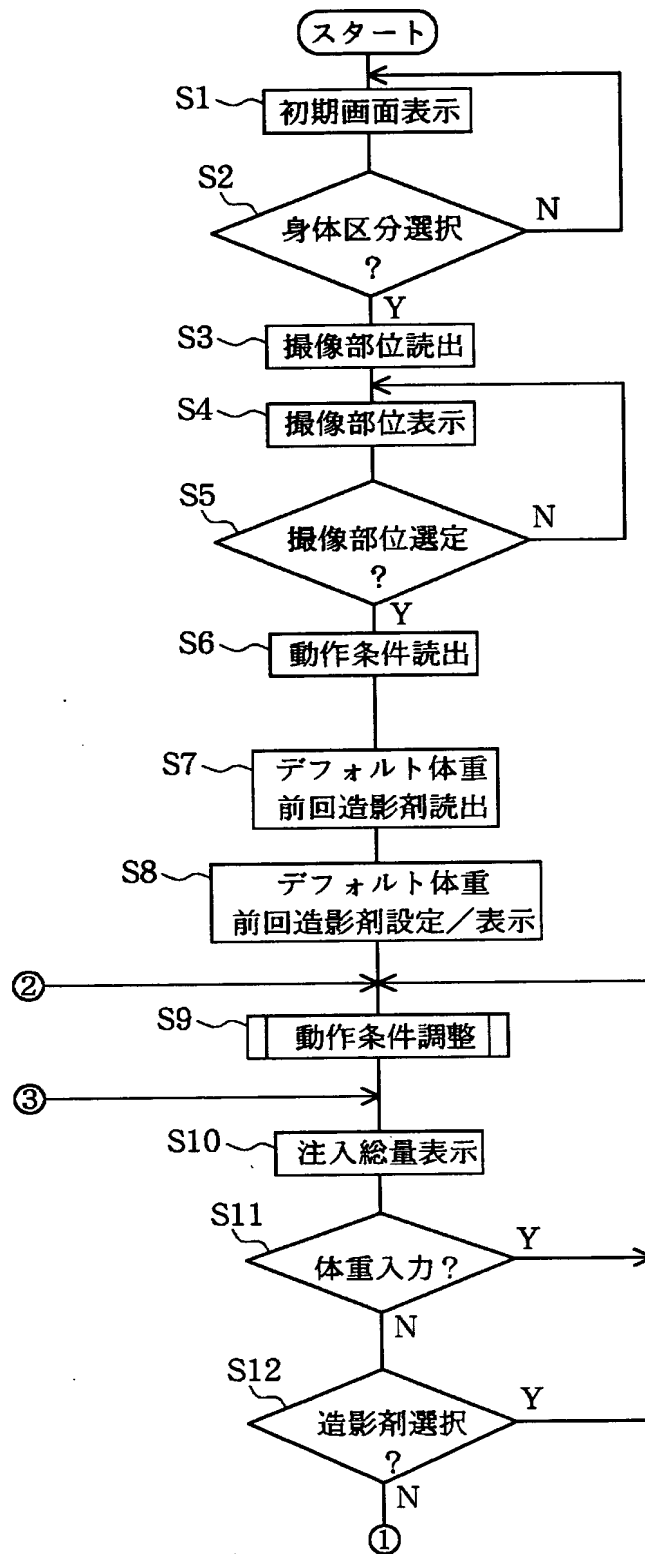 スタート
S1
初期画面表示
S2
N
身体区分選択
?
Y
S3
撮像部位読出
S4
撮像部位表示
S5
N
撮像部位選定
?
Y
S6
動作条件読出
S7
デフォルト体重
前回造影剤読出
S8
デフォルト体重
前回造影剤設定／表示
②
S9
動作条件調整
③
S10
注入総量表示
S11
Y
体重入力?
N
S12
Y
造影剤選択
?
N
①